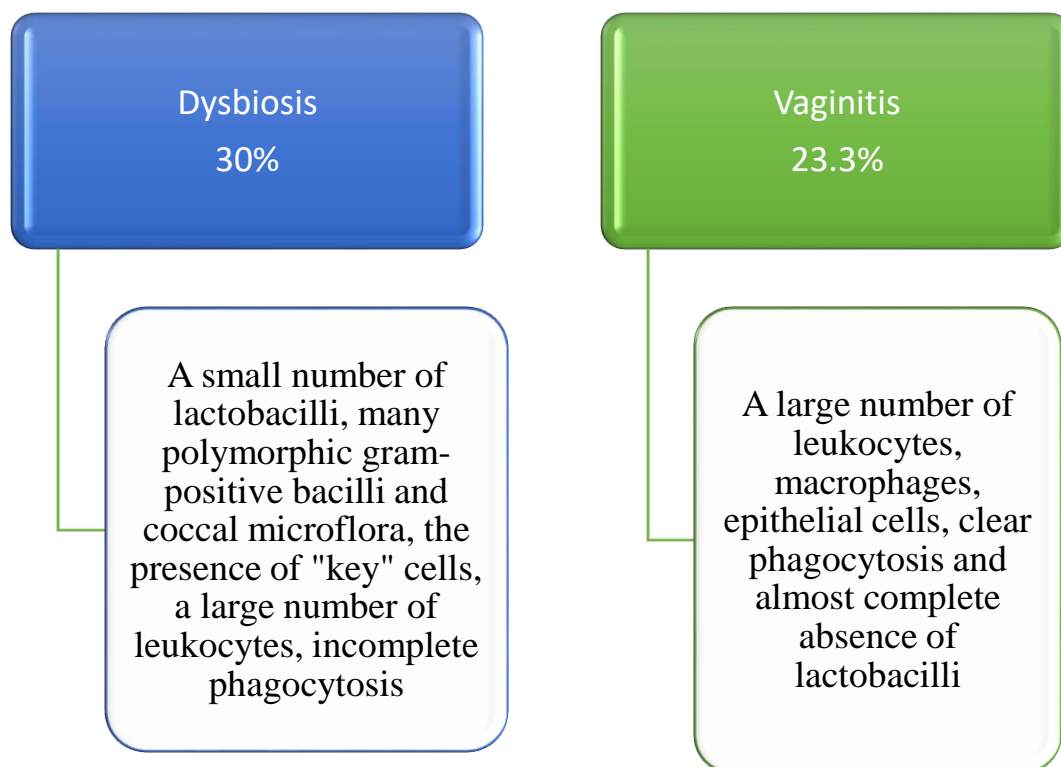 Dysbiosis
30%
A small number of
lactobacilli, many
polymorphic gram-
positive bacilli and
coccal microflora, the
presence of "key" cells,
a large number of
leukocytes, incomplete
phagocytosis
Vaginitis
23.3%
A large number of
leukocytes,
macrophages,
epithelial cells, clear
phagocytosis and
almost complete
absence of
lactobacilli